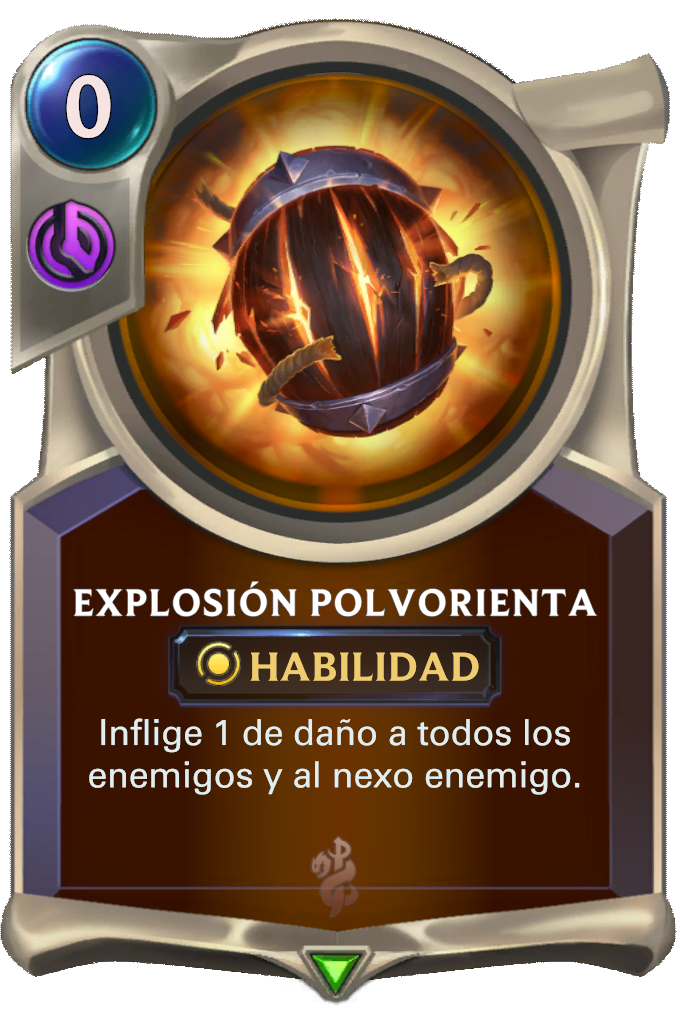 0
EXPLOSIÓN POLVORIENTA
HABILIDAD
Inflige 1 de daño a todos los
enemigos y al nexo enemigo.